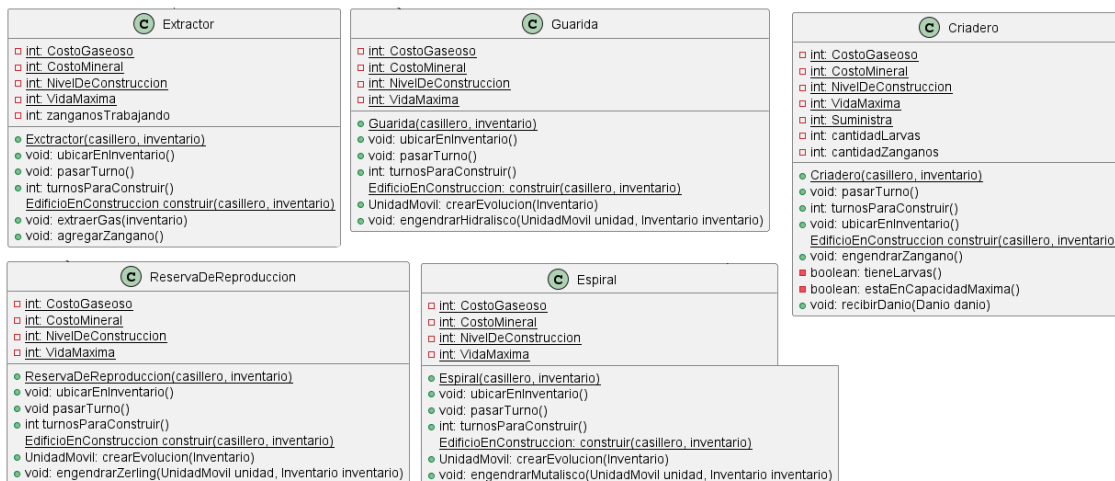 C Extractor
int: CostoGaseoso
int: CostoMineral
int: NivelDeConstruccion
int: VidaMaxima
int zanganosTrabajando
Exctractor(casillero, inventario)
void: ubicarEnInventario()
void: pasarTurno()
int: turnosParaConstruir()
EdificioEnConstruccion construir(casillero, inventario)
void: extraerGas(inventario)
void: agregarZangano()
C Guarida
int: CostoGaseoso
int: CostoMineral
int: NivelDeConstruccion
int: VidaMaxima
Guarida(casillero, inventario)
void: ubicarEnInventario()
void: pasarTurno()
int: turnosParaConstruir()
EdificioEnConstruccion: construir(casillero, inventario)
UnidadMovil: crearEvolucion(Inventario)
void: engendrarHidralisco(UnidadMovil unidad, Inventario inventario)
C Criadero
int: CostoGaseoso
int: CostoMineral
int: NivelDeConstruccion
int: VidaMaxima
int: Suministra
int: cantidadLarvas
int: cantidadZanganos
Criadero(casillero, inventario)
void: pasarTurno()
int: turnosParaConstruir()
void: ubicarEnInventario()
EdificioEnConstruccion construir(casillero, inventario
void: engendrarZangano()
boolean: tieneLarvas()
boolean: estaEnCapacidadMaxima()
void: recibirDanio(Danio danio)
C ReservaDeReproduccion
int: CostoGaseoso
int: CostoMineral
int: NivelDeConstruccion
int: VidaMaxima
ReservaDeReproduccion(casillero, inventario)
void: ubicarEnInventario()
void pasarTurno()
int turnosParaConstruir()
EdificioEnConstruccion construir(casillero, inventario)
UnidadMovil: crearEvolucion(Inventario)
void: engendrarZerling(UnidadMovil unidad, Inventario inventario)
C Espiral
int: CostoGaseoso
int: CostoMineral
int: NivelDeConstruccion
int: VidaMaxima
Espiral(casillero, inventario)
void: ubicarEnInventario()
void: pasarTurno()
int: turnosParaConstruir()
EdificioEnConstruccion: construir(casillero, inventario)
UnidadMovil: crearEvolucion(Inventario)
void: engendrarMutalisco(UnidadMovil unidad, Inventario inventario)